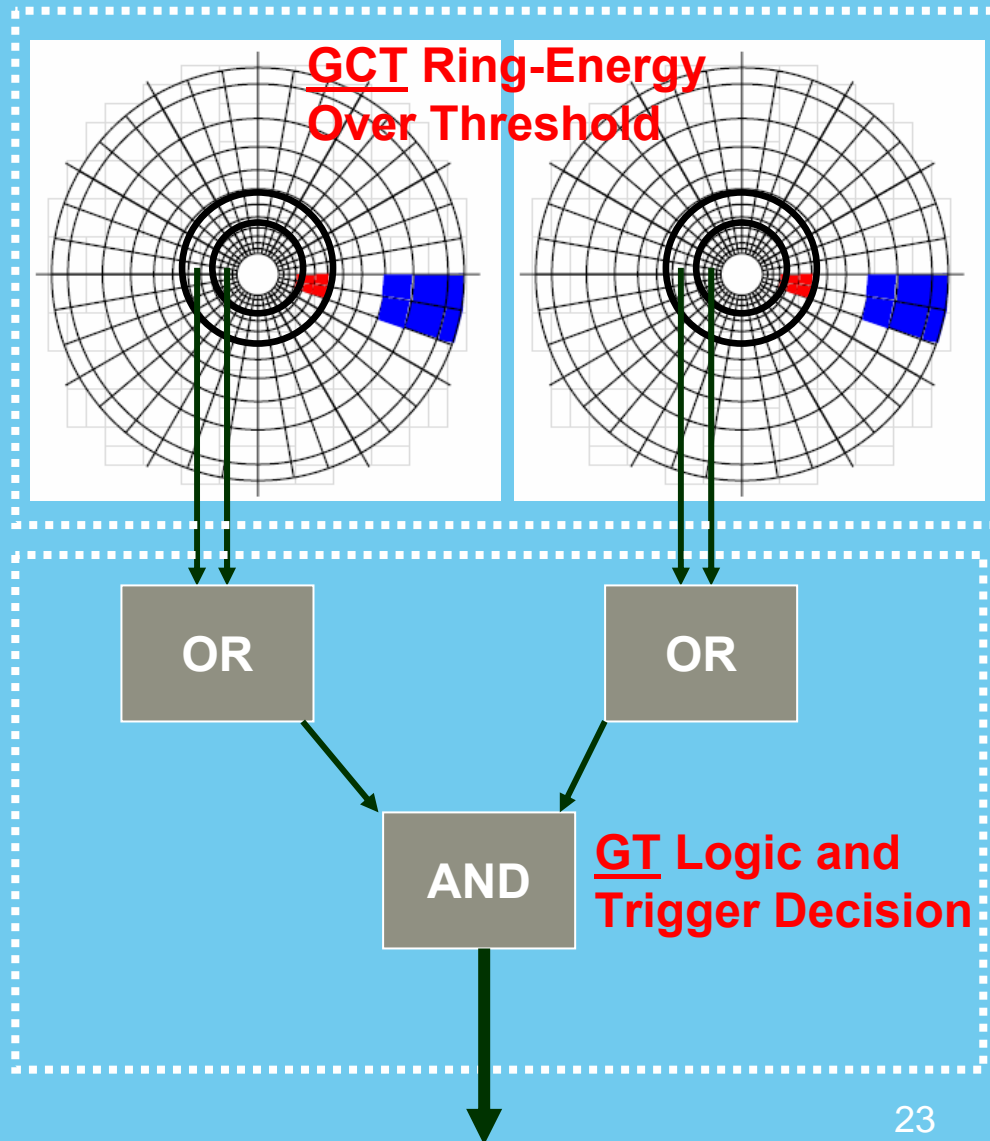 GCT Ring-Energy
Over Threshold
OR
OR
AND
GT Logic and
Trigger Decision
23